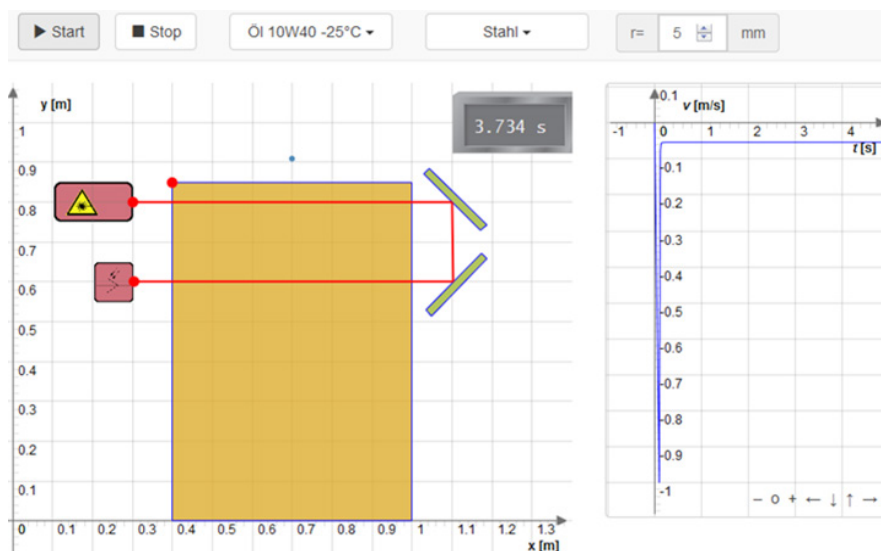 Start
Stop
Öl 10W40 -25°C
Stahl
r=
5
mm
y [m]
1
0.9
0.8
0.7
0.6
0.5
0.4
0.3
0.2
0.1
0 0.1 0.2 0.3 0.4 0.5 0.6 0.7 0.8 0.9 1 1.1 1.2 1.3
x [m]
3.734 s
0.1
v [m/s]
-1 0 1 2 3 4
t [s]
-0.1
-0.2
-0.3
-0.4
-0.5
-0.6
-0.7
-0.8
-0.9
-1
– o + ← ↓ ↑ →